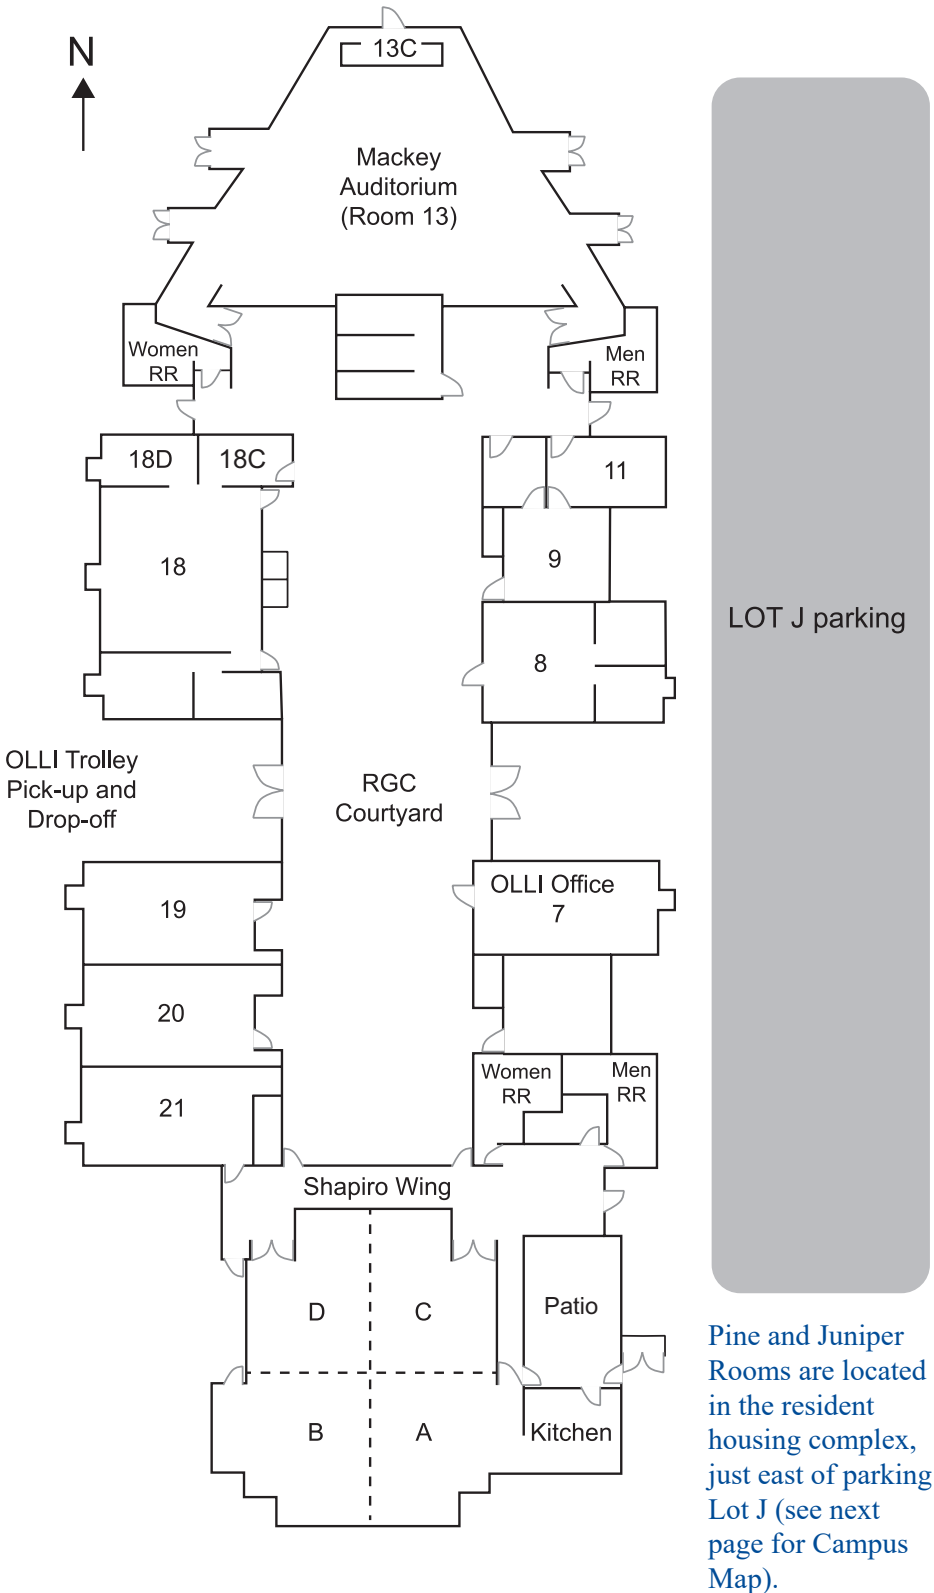 N
13C
Mackey
Auditorium
(Room 13)
Women
RR
Men
RR
18D
18C
11
18
9
8
LOT J parking
OLLI Trolley
Pick-up and
Drop-off
RGC
Courtyard
19
OLLI Office
7
20
21
Women
RR
Men
RR
Shapiro Wing
D
C
Patio
B
A
Kitchen
Pine and Juniper
Rooms are located
in the resident
housing complex,
just east of parking
Lot J (see next
page for Campus
Map).